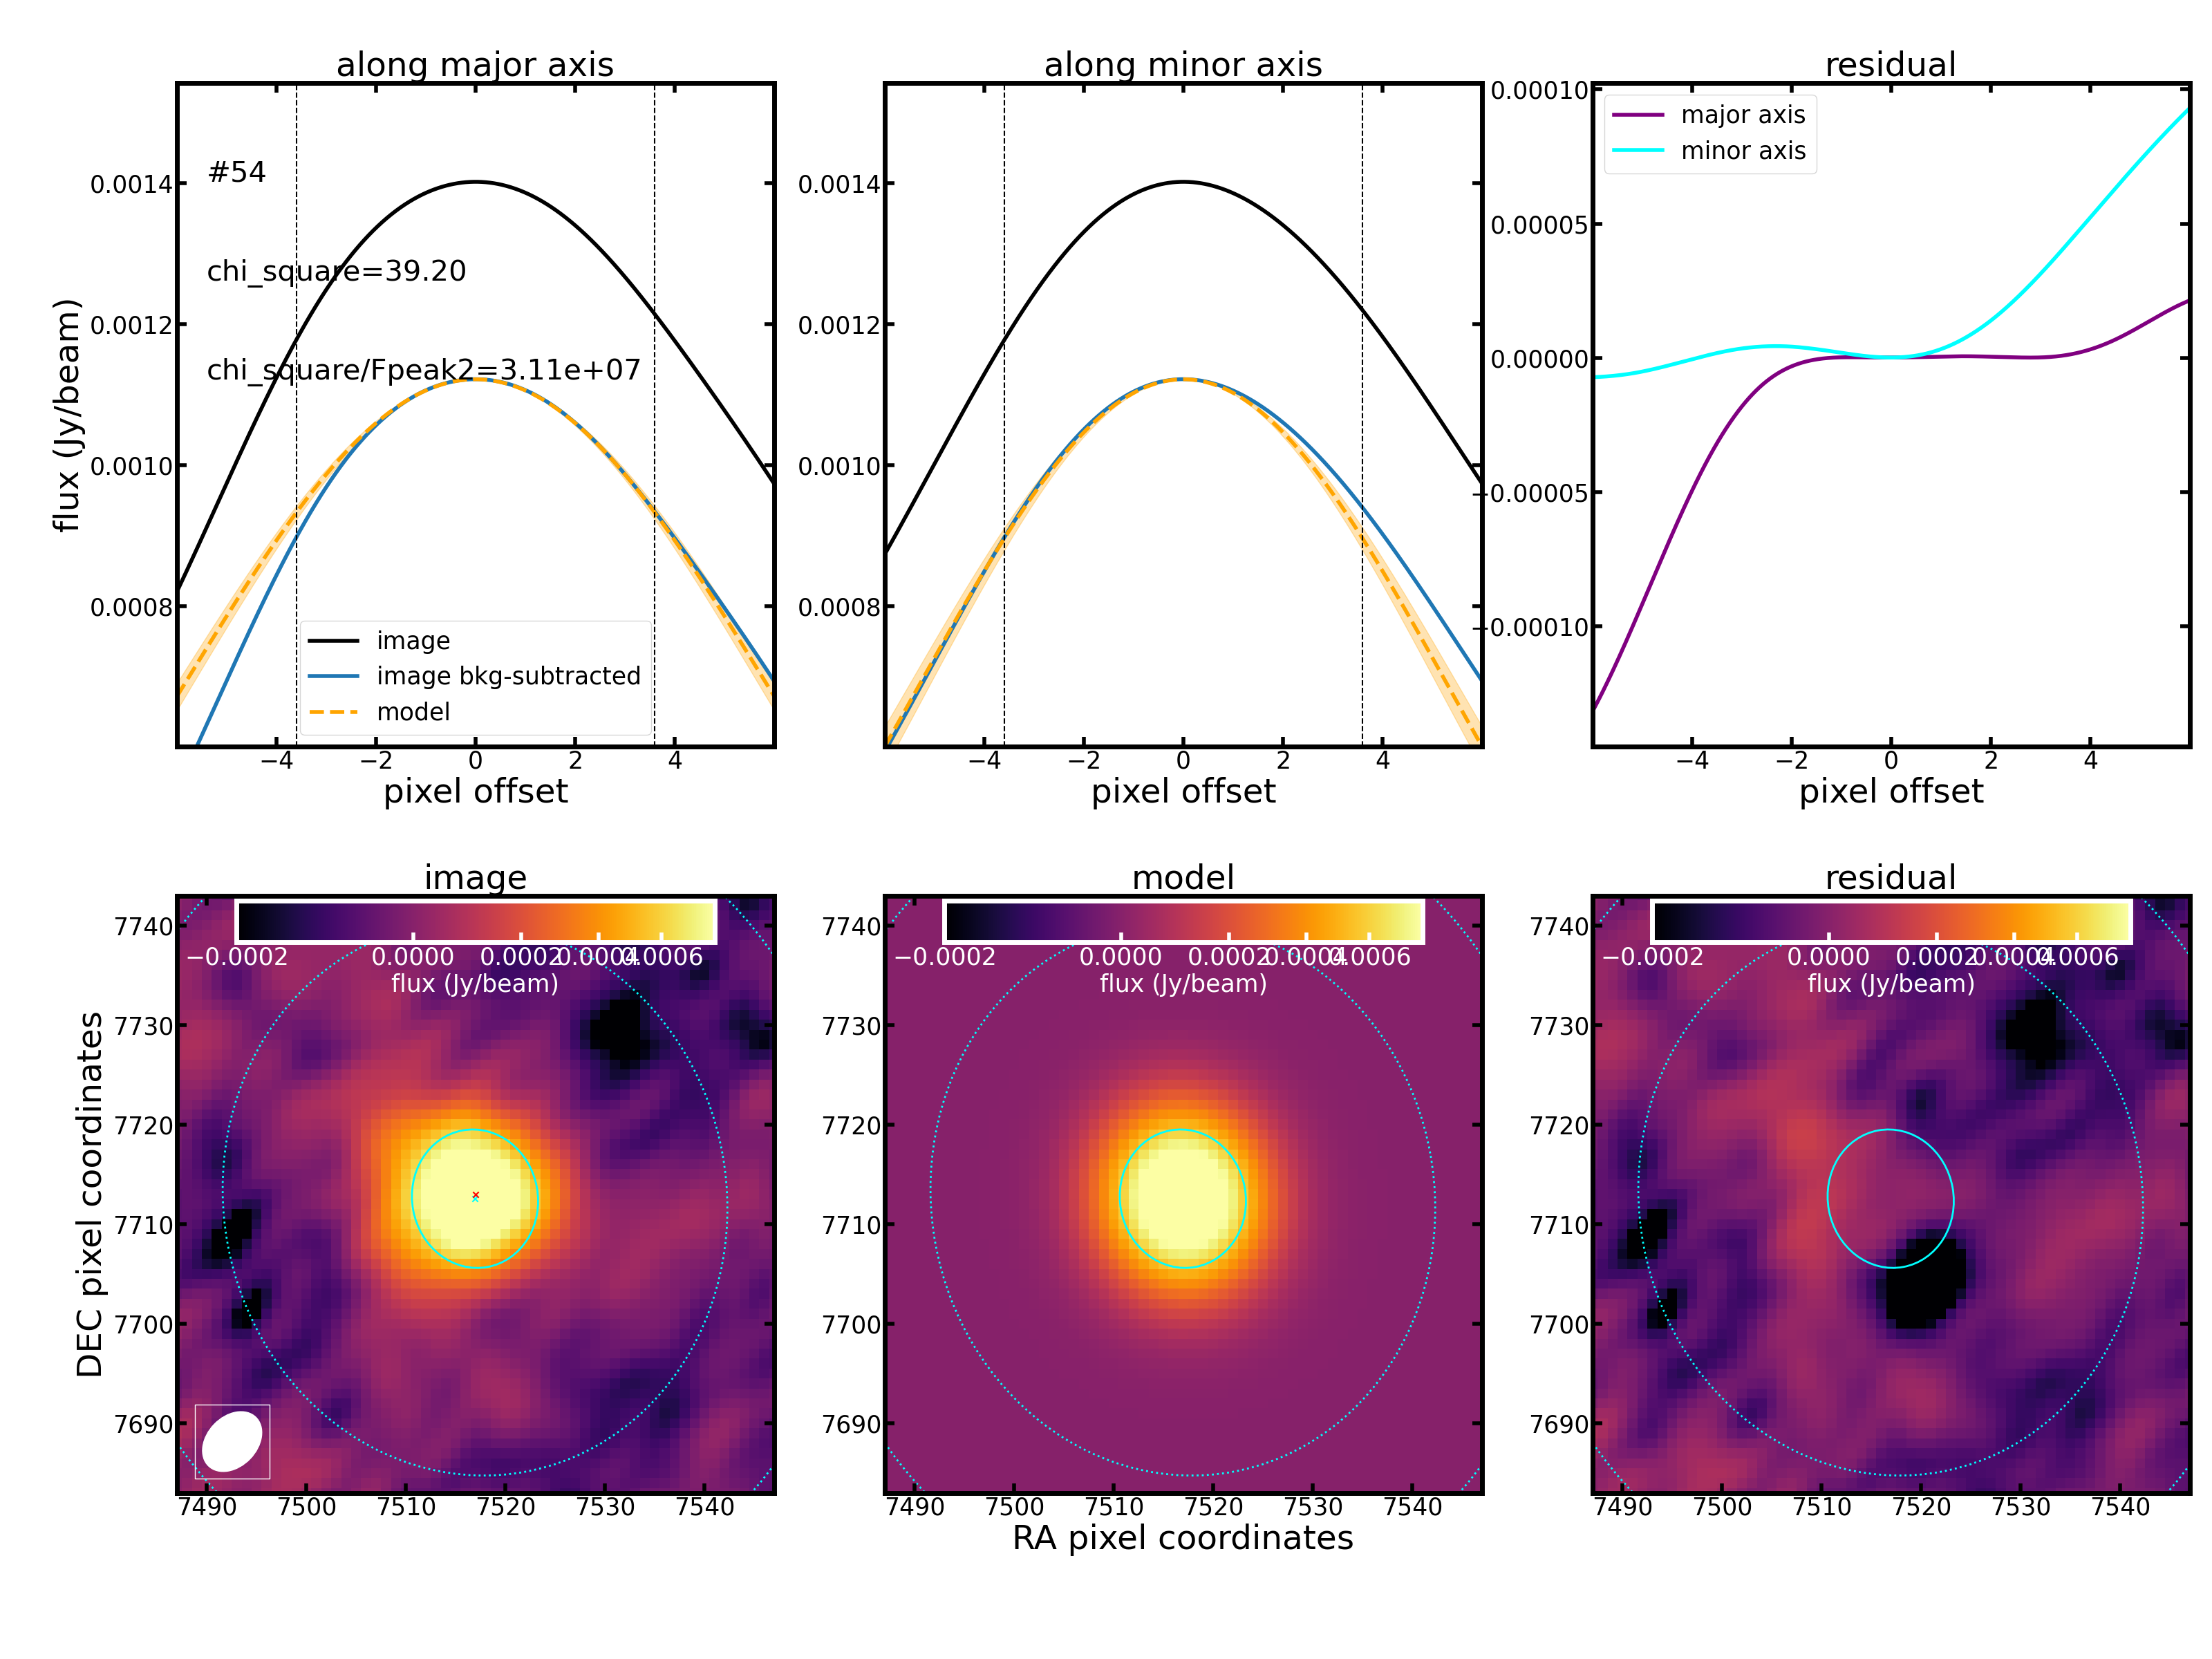 along major axis
along minor axis
residual
flux (Jy/beam)
0.0014
0.0012
0.0010
0.0008
#54
chi_square=39.20
chi_square/Fpeak2=3.11e+07
image
image bkg-subtracted
model
−4 −2 0 2 4
pixel offset
0.0014
0.0012
0.0010
0.0008
−4 −2 0 2 4
pixel offset
0.00010
0.00005
0.00000
−0.00005
−0.00010
major axis
minor axis
−4 −2 0 2 4
pixel offset
image
model
residual
DEC pixel coordinates
7740
7730
7720
7710
7700
7690
−0.0002 0.0000 0.0002 0.0004 0.0006
flux (Jy/beam)
7490 7500 7510 7520 7530 7540
7740
7730
7720
7710
7700
7690
−0.0002 0.0000 0.0002 0.0004 0.0006
flux (Jy/beam)
7490 7500 7510 7520 7530 7540
RA pixel coordinates
7740
7730
7720
7710
7700
7690
−0.0002 0.0000 0.0002 0.0004 0.0006
flux (Jy/beam)
7490 7500 7510 7520 7530 7540